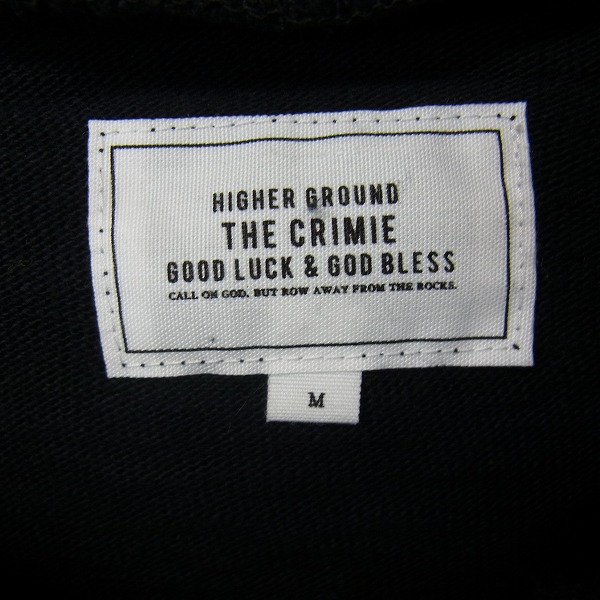 HIGHER GROUND
THE CRIMIE
GOOD LUCK & GOD BLESS
CALL ON GOD, BUT ROW AWAY FROM THE ROCKS.
M